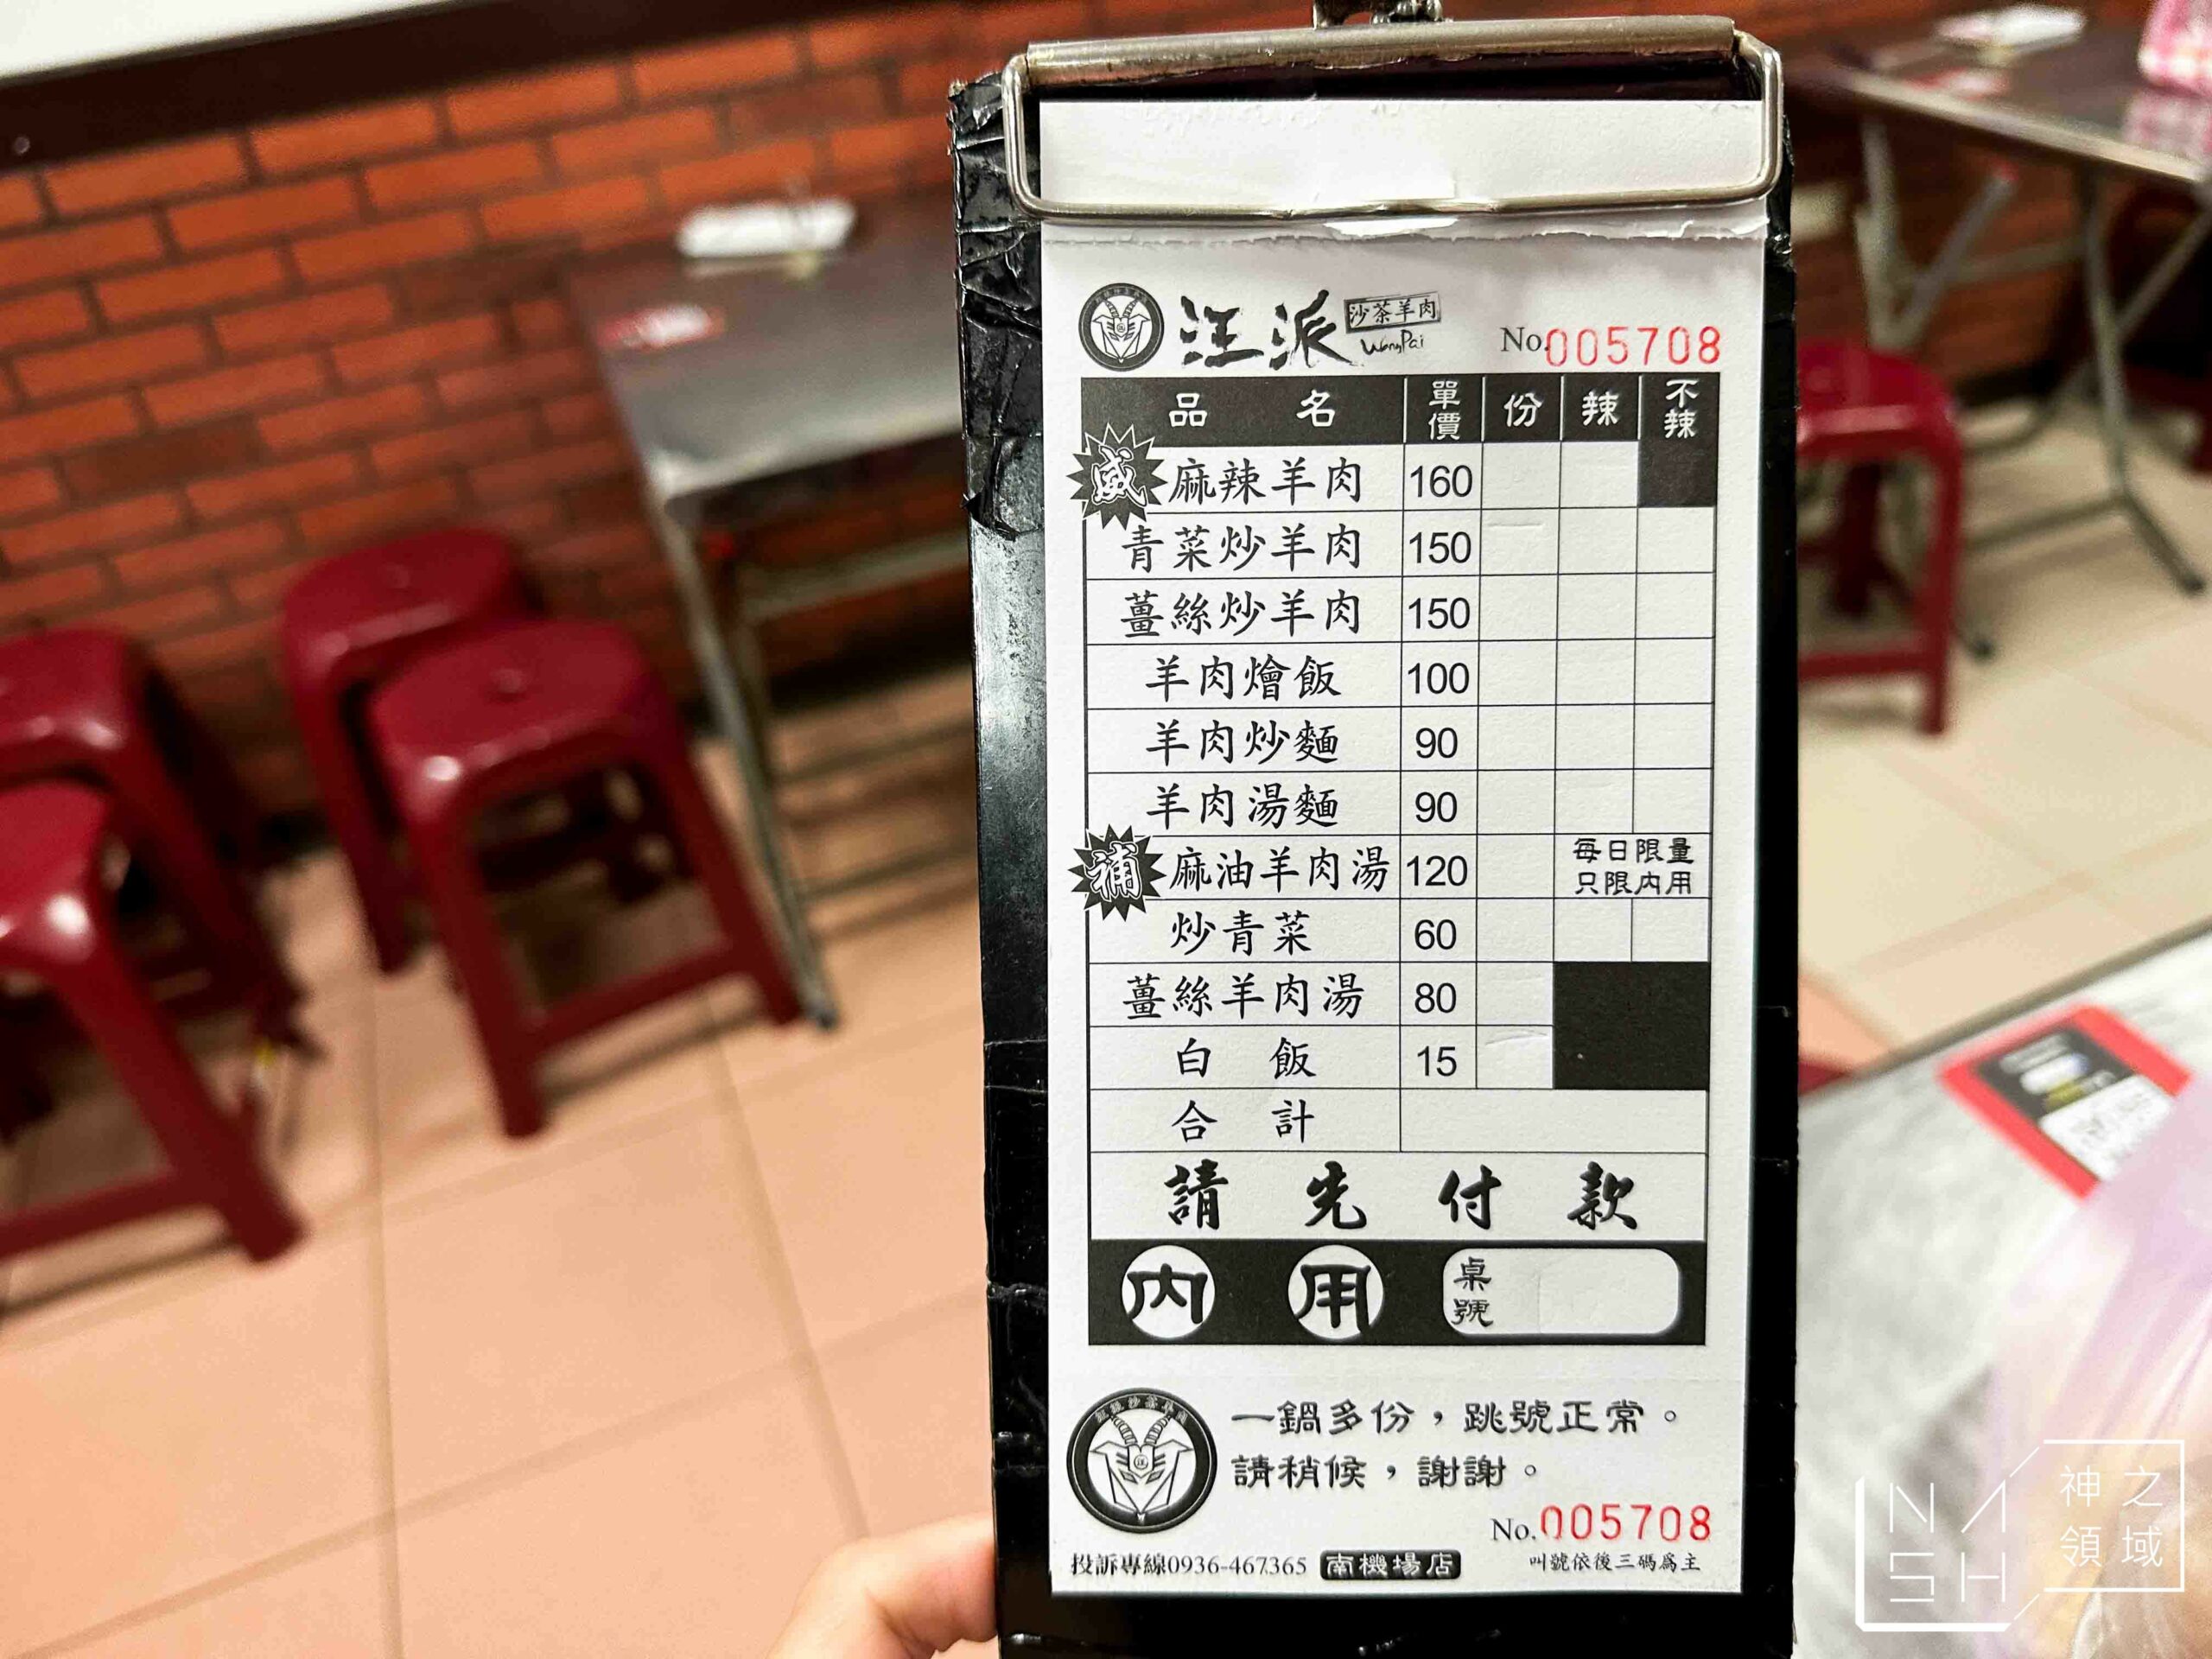 汪派 沙茶羊肉
WangPai
No.005708
品名 單價 份 辣 不辣
威 麻辣羊肉 160
青菜炒羊肉 150
薑絲炒羊肉 150
羊肉燴飯 100
羊肉炒麵 90
羊肉湯麵 90
補 麻油羊肉湯 120 每日限量
只限內用
炒青菜 60
薑絲羊肉湯 80
白飯 15
合計
請先付款
內用 桌號
一鍋多份，跳號正常。
請稍候，謝謝。
No.005708
投訴專線0936-467365 南機場店 叫號依後三碼為主
NASH 神之領域